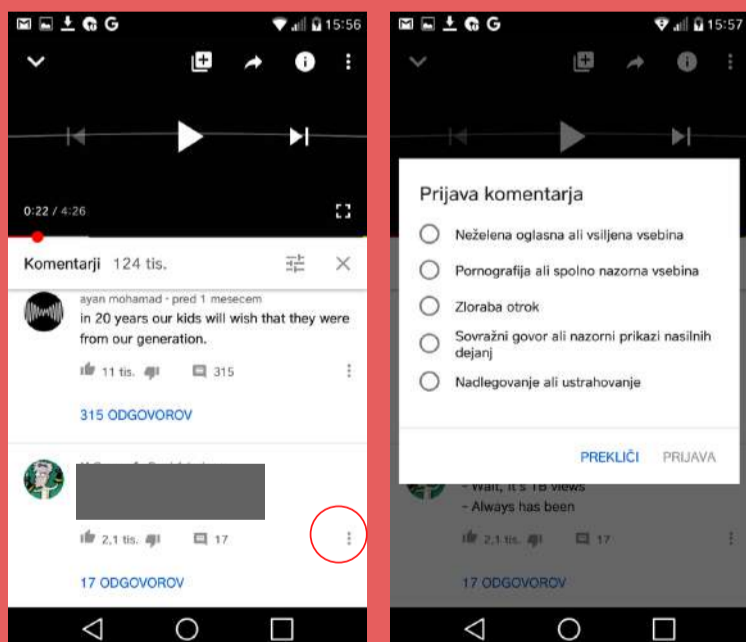 15:56
0:22 / 4:26
Komentarji 124 tis.
ayan mohamad · pred 1 mesecem
in 20 years our kids will wish that they were
from our generation.
11 tis. 315
315 ODGOVOROV
2,1 tis. 17
17 ODGOVOROV
15:57
Prijava komentarja
Neželena oglasna ali vsiljena vsebina
Pornografija ali spolno nazorna vsebina
Zloraba otrok
Sovražni govor ali nazorni prikazi nasilnih
dejanj
Nadlegovanje ali ustrahovanje
PREKLIČI PRIJAVA
- Wait, it's 1B views
- Always has been
2,1 tis. 17
17 ODGOVOROV